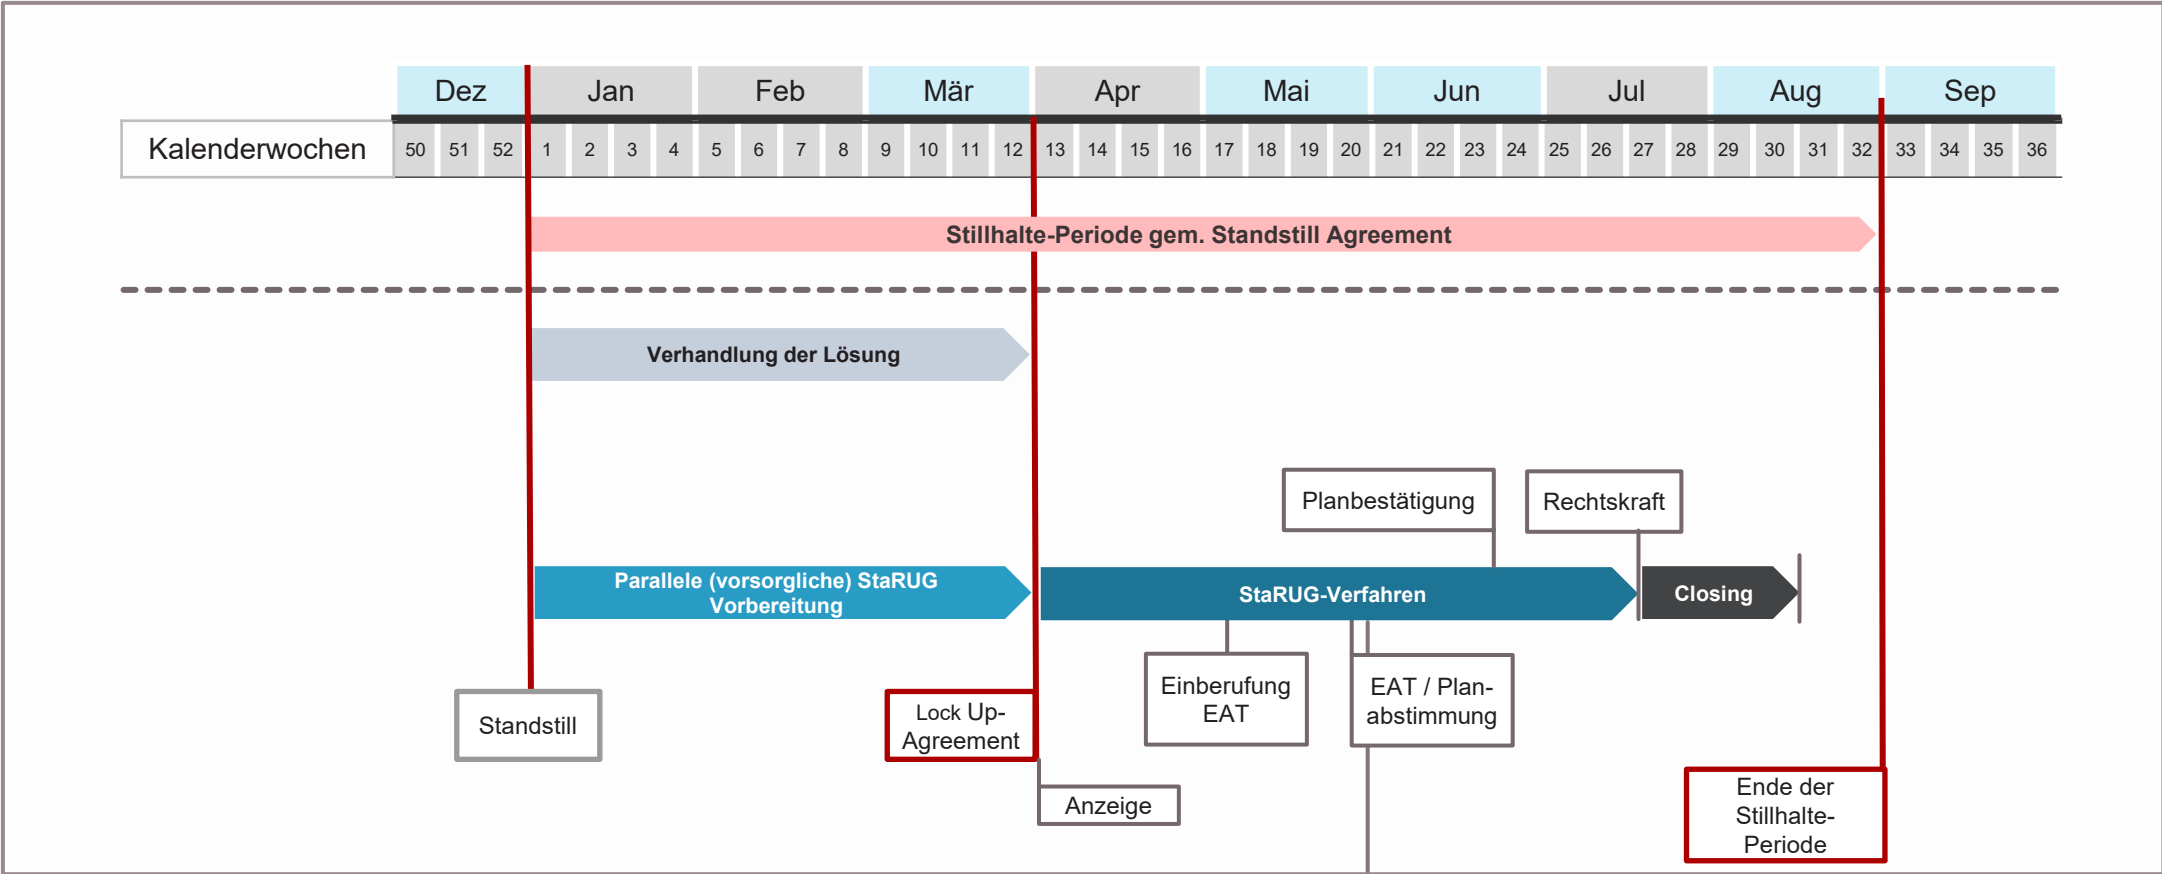 Dez Jan Feb Mär Apr Mai Jun Jul Aug Sep
Kalenderwochen 50 51 52 1 2 3 4 5 6 7 8 9 10 11 12 13 14 15 16 17 18 19 20 21 22 23 24 25 26 27 28 29 30 31 32 33 34 35 36
Stillhalte-Periode gem. Standstill Agreement
Verhandlung der Lösung
Planbestätigung
Rechtskraft
Parallele (vorsorgliche) StaRUG
Vorbereitung
StaRUG-Verfahren
Closing
Standstill
Lock Up-
Agreement
Einberufung
EAT
EAT / Plan-
abstimmung
Anzeige
Ende der
Stillhalte-
Periode